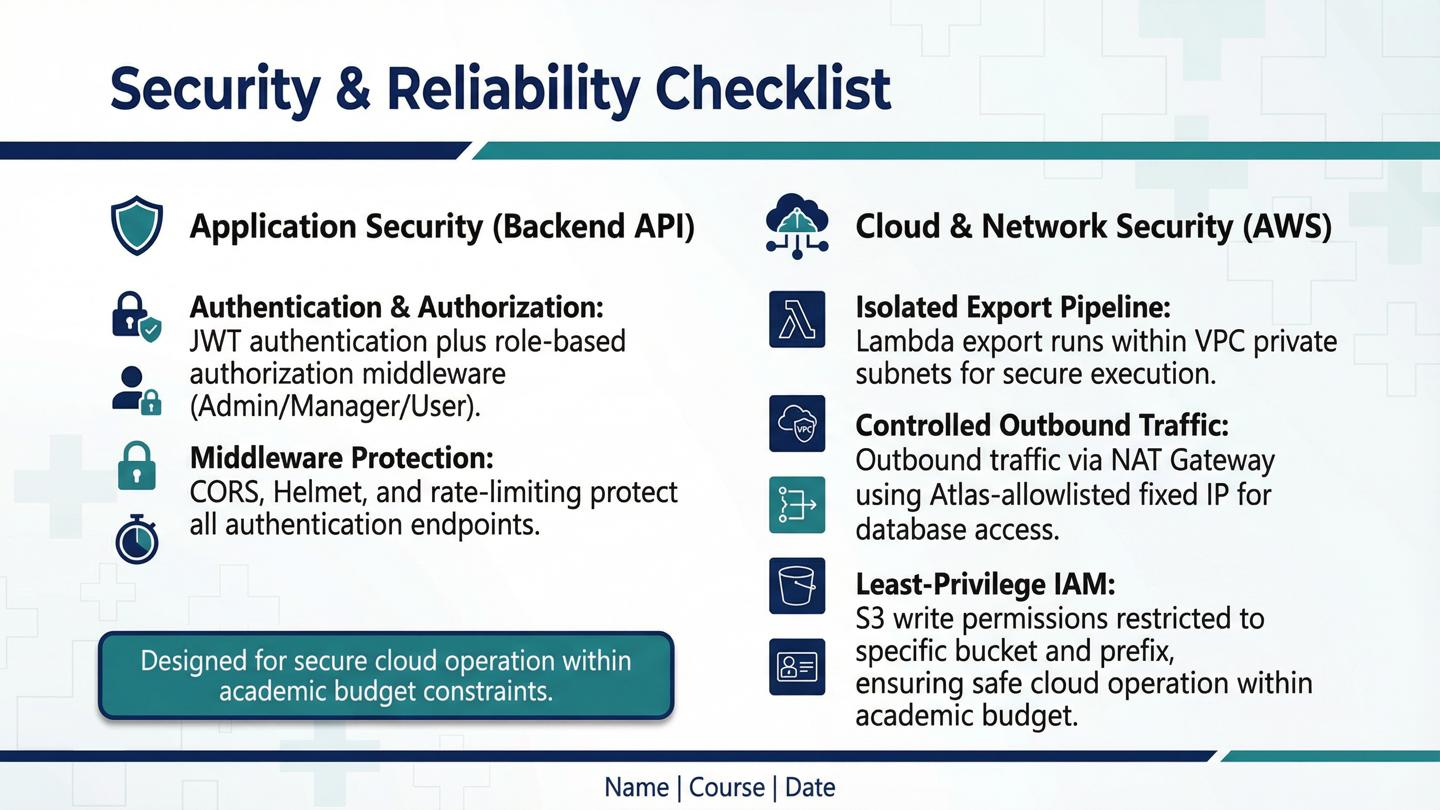 Security & Reliability Checklist
Application Security (Backend API)
Authentication & Authorization:
JWT authentication plus role-based
authorization middleware
(Admin/Manager/User).
Middleware Protection:
CORS, Helmet, and rate-limiting protect
all authentication endpoints.
Designed for secure cloud operation within
academic budget constraints.
Cloud & Network Security (AWS)
Isolated Export Pipeline:
Lambda export runs within VPC private
subnets for secure execution.
VPC
Controlled Outbound Traffic:
Outbound traffic via NAT Gateway
using Atlas-allowlisted fixed IP for
database access.
Least-Privilege IAM:
S3 write permissions restricted to
specific bucket and prefix,
ensuring safe cloud operation within
academic budget.
Name | Course | Date